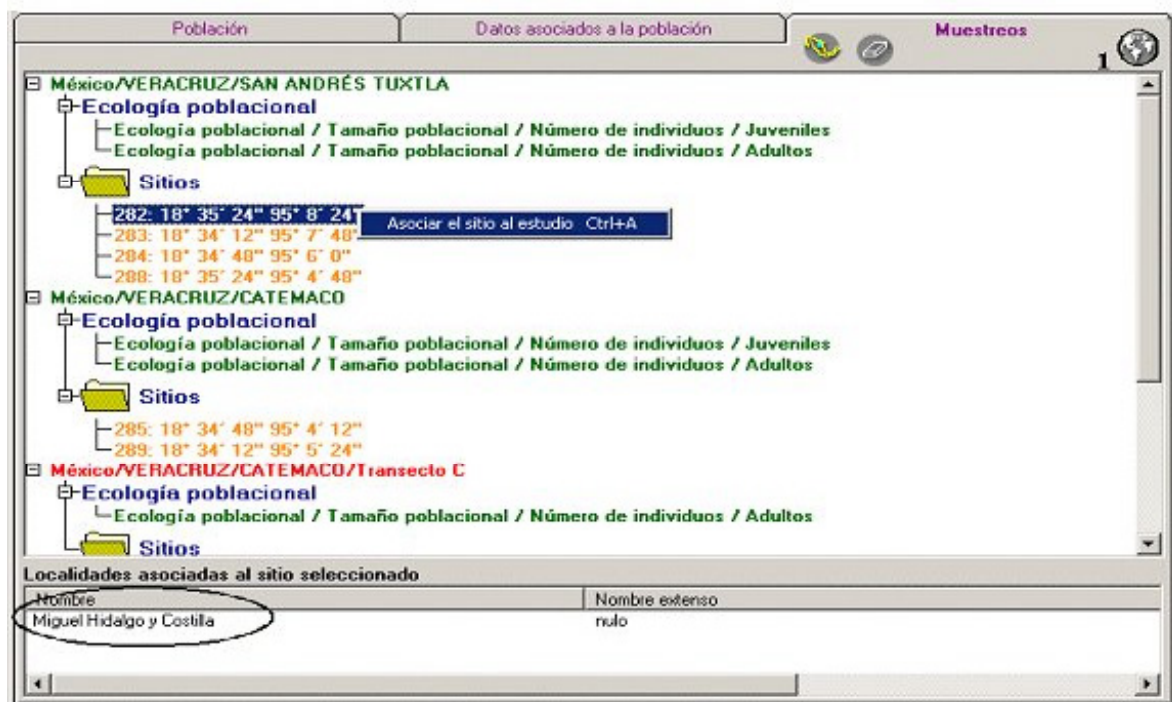 Población Datos asociados a la población Muestreos
1
México/VERACRUZ/SAN ANDRÉS TUXTLA
Ecología poblacional
Ecología poblacional / Tamaño poblacional / Número de individuos / Juveniles
Ecología poblacional / Tamaño poblacional / Número de individuos / Adultos
Sitios
282: 18° 35´ 24" 95° 8´ 24" Asociar el sitio al estudio Ctrl+A
283: 18° 34´ 12" 95° 7´ 48"
284: 18° 34´ 48" 95° 6´ 0"
288: 18° 35´ 24" 95° 4´ 48"
México/VERACRUZ/CATEMACO
Ecología poblacional
Ecología poblacional / Tamaño poblacional / Número de individuos / Juveniles
Ecología poblacional / Tamaño poblacional / Número de individuos / Adultos
Sitios
285: 18° 34´ 48" 95° 4´ 12"
289: 18° 34´ 12" 95° 5´ 24"
México/VERACRUZ/CATEMACO/Transecto C
Ecología poblacional
Ecología poblacional / Tamaño poblacional / Número de individuos / Adultos
Sitios
Localidades asociadas al sitio seleccionado
Nombre Nombre extenso
Miguel Hidalgo y Costilla nulo